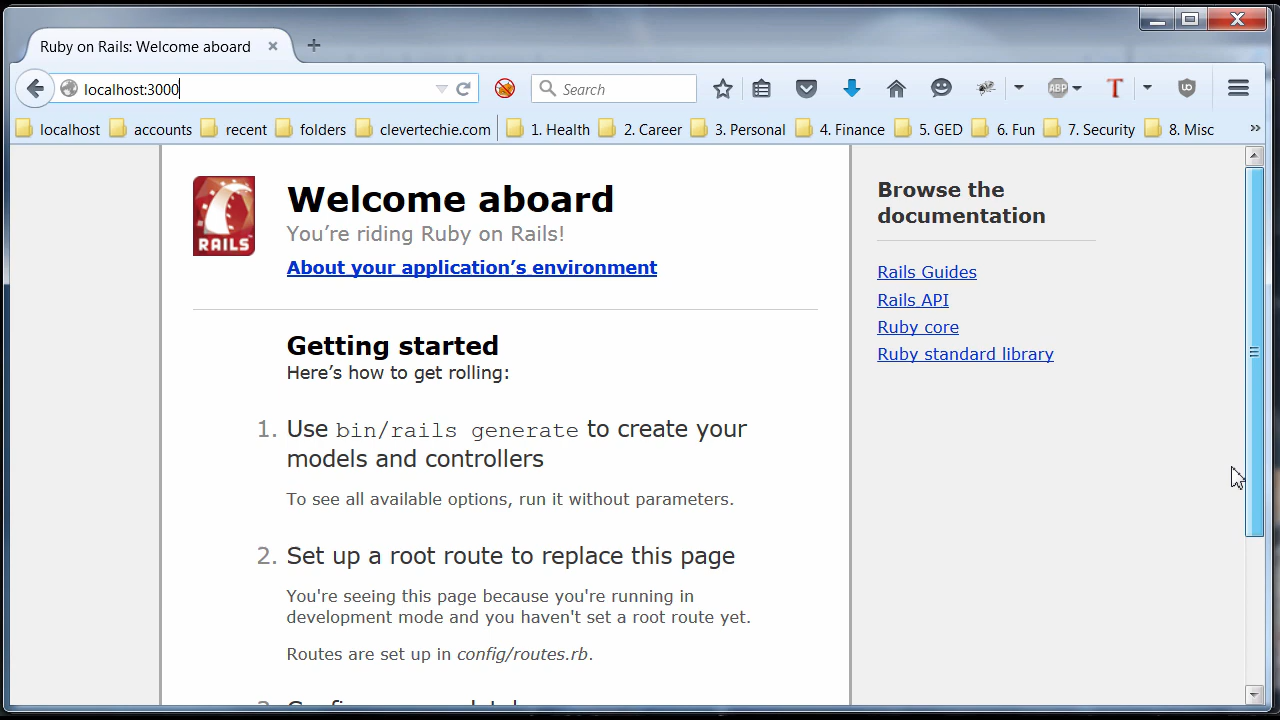 Ruby on Rails: Welcome aboard
localhost:3000
Search
ABP
T
UO
localhost
accounts
recent
folders
clevertechie.com
1. Health
2. Career
3. Personal
4. Finance
5. GED
6. Fun
7. Security
8. Misc
RAILS
Welcome aboard
You’re riding Ruby on Rails!
About your application’s environment
Getting started
Here’s how to get rolling:
1. Use bin/rails generate to create your
models and controllers
To see all available options, run it without parameters.
2. Set up a root route to replace this page
You're seeing this page because you're running in
development mode and you haven't set a root route yet.
Routes are set up in config/routes.rb.
Browse the
documentation
Rails Guides
Rails API
Ruby core
Ruby standard library